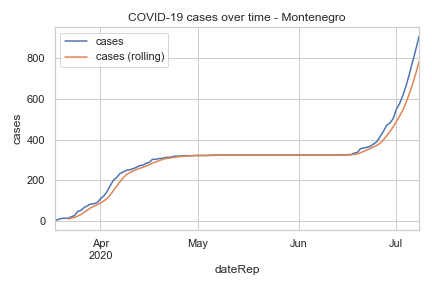 COVID-19 cases over time - Montenegro
cases
cases (rolling)
800
600
400
200
0
cases
Apr
2020
May
Jun
Jul
dateRep